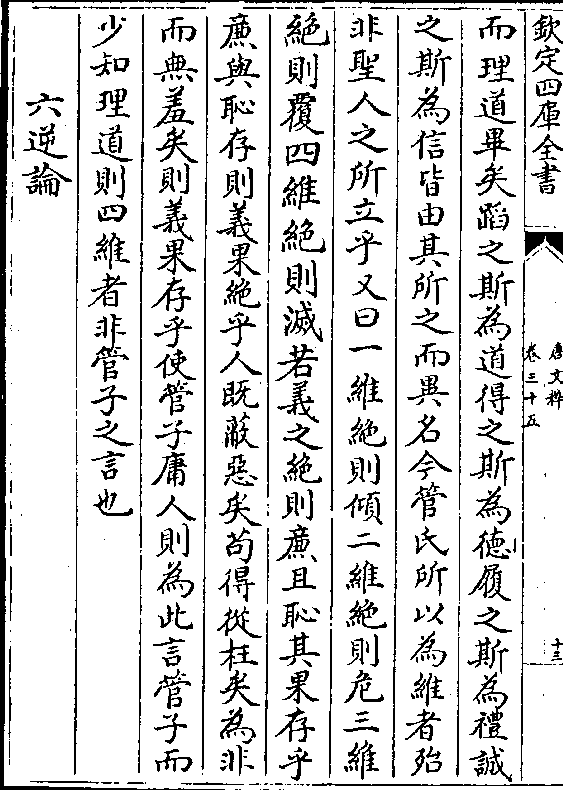 欽定四庫全書
唐文粹
卷三十五
十三
而理道畢矣蹈之斯為道得之斯為德履之斯為禮誠
之斯為信皆由其所之而異名今管氏所以為維者殆
非聖人之所立乎又曰一維絶則傾二維絶則危三維
絶則覆四維絶則滅若義之絶則廉且恥其果存乎
廉與恥存則義果絶乎人既蔽惡矣茍得從枉矣為非
而無羞矣則義果存乎使管子庸人則為此言管子而
少知理道則四維者非管子之言也
六逆論